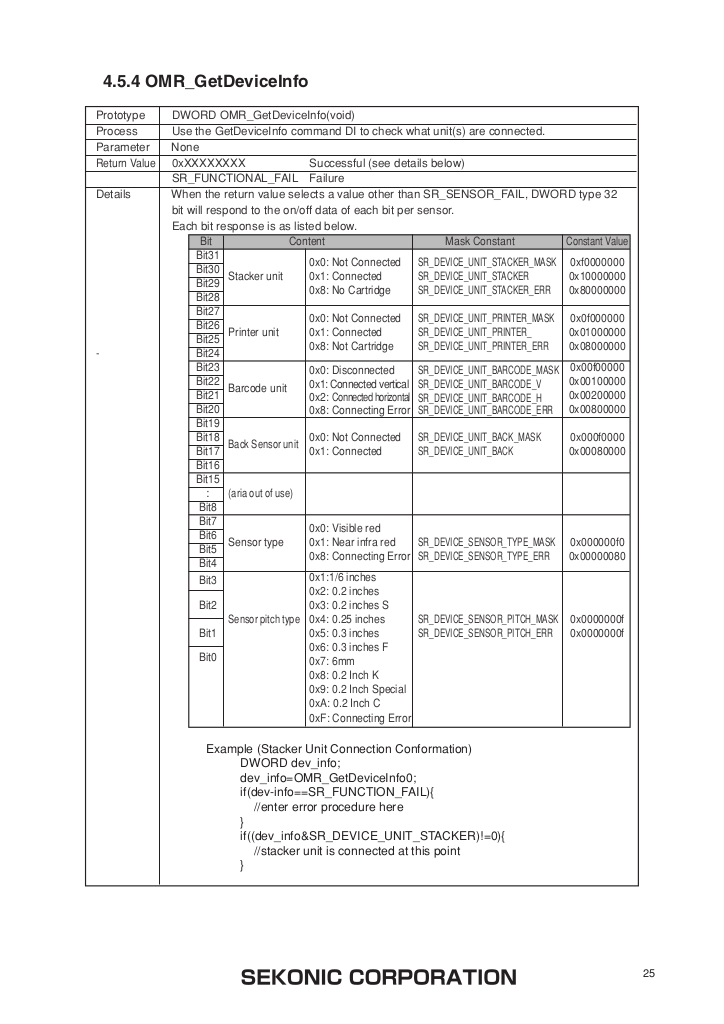 4.5.4 OMR_GetDeviceInfo
Prototype DWORD OMR_GetDeviceInfo(void)
Process Use the GetDeviceInfo command DI to check what unit(s) are connected.
Parameter None
Return Value 0xXXXXXXXX Successful (see details below)
SR_FUNCTIONAL_FAIL Failure
Details When the return value selects a value other than SR_SENSOR_FAIL, DWORD type 32
bit will respond to the on/off data of each bit per sensor.
Each bit response is as listed below.
Bit Content Mask Constant Constant Value
Bit31
Bit30 0x0: Not Connected SR_DEVICE_UNIT_STACKER_MASK 0xf0000000
Bit29 Stacker unit 0x1: Connected SR_DEVICE_UNIT_STACKER 0x10000000
Bit28 0x8: No Cartridge SR_DEVICE_UNIT_STACKER_ERR 0x80000000
Bit27
Bit26 0x0: Not Connected SR_DEVICE_UNIT_PRINTER_MASK 0x0f000000
Bit25 Printer unit 0x1: Connected SR_DEVICE_UNIT_PRINTER_ 0x01000000
Bit24 0x8: Not Cartridge SR_DEVICE_UNIT_PRINTER_ERR 0x08000000
-
Bit23 0x0: Disconnected SR_DEVICE_UNIT_BARCODE_MASK 0x00f00000
Bit22 Barcode unit 0x1: Connected vertical SR_DEVICE_UNIT_BARCODE_V 0x00100000
Bit21 0x2: Connected horizontal SR_DEVICE_UNIT_BARCODE_H 0x00200000
Bit20 0x8: Connecting Error SR_DEVICE_UNIT_BARCODE_ERR 0x00800000
Bit19
Bit18 0x0: Not Connected SR_DEVICE_UNIT_BACK_MASK 0x000f0000
Bit17 Back Sensor unit 0x1: Connected SR_DEVICE_UNIT_BACK 0x00080000
Bit16
Bit15
: (aria out of use)
Bit8
Bit7 0x0: Visible red
Bit6 Sensor type 0x1: Near infra red SR_DEVICE_SENSOR_TYPE_MASK 0x000000f0
Bit5 0x8: Connecting Error SR_DEVICE_SENSOR_TYPE_ERR 0x00000080
Bit4
Bit3 0x1:1/6 inches
0x2: 0.2 inches
Bit2 0x3: 0.2 inches S
Sensor pitch type 0x4: 0.25 inches SR_DEVICE_SENSOR_PITCH_MASK 0x0000000f
Bit1 0x5: 0.3 inches SR_DEVICE_SENSOR_PITCH_ERR 0x0000000f
0x6: 0.3 inches F
Bit0 0x7: 6mm
0x8: 0.2 Inch K
0x9: 0.2 Inch Special
0xA: 0.2 Inch C
0xF: Connecting Error
Example (Stacker Unit Connection Conformation)
DWORD dev_info;
dev_info=OMR_GetDeviceInfo0;
if(dev-info==SR_FUNCTION_FAIL){
//enter error procedure here
}
if((dev_info&SR_DEVICE_UNIT_STACKER)!=0){
//stacker unit is connected at this point
}
SEKONIC CORPORATION
25